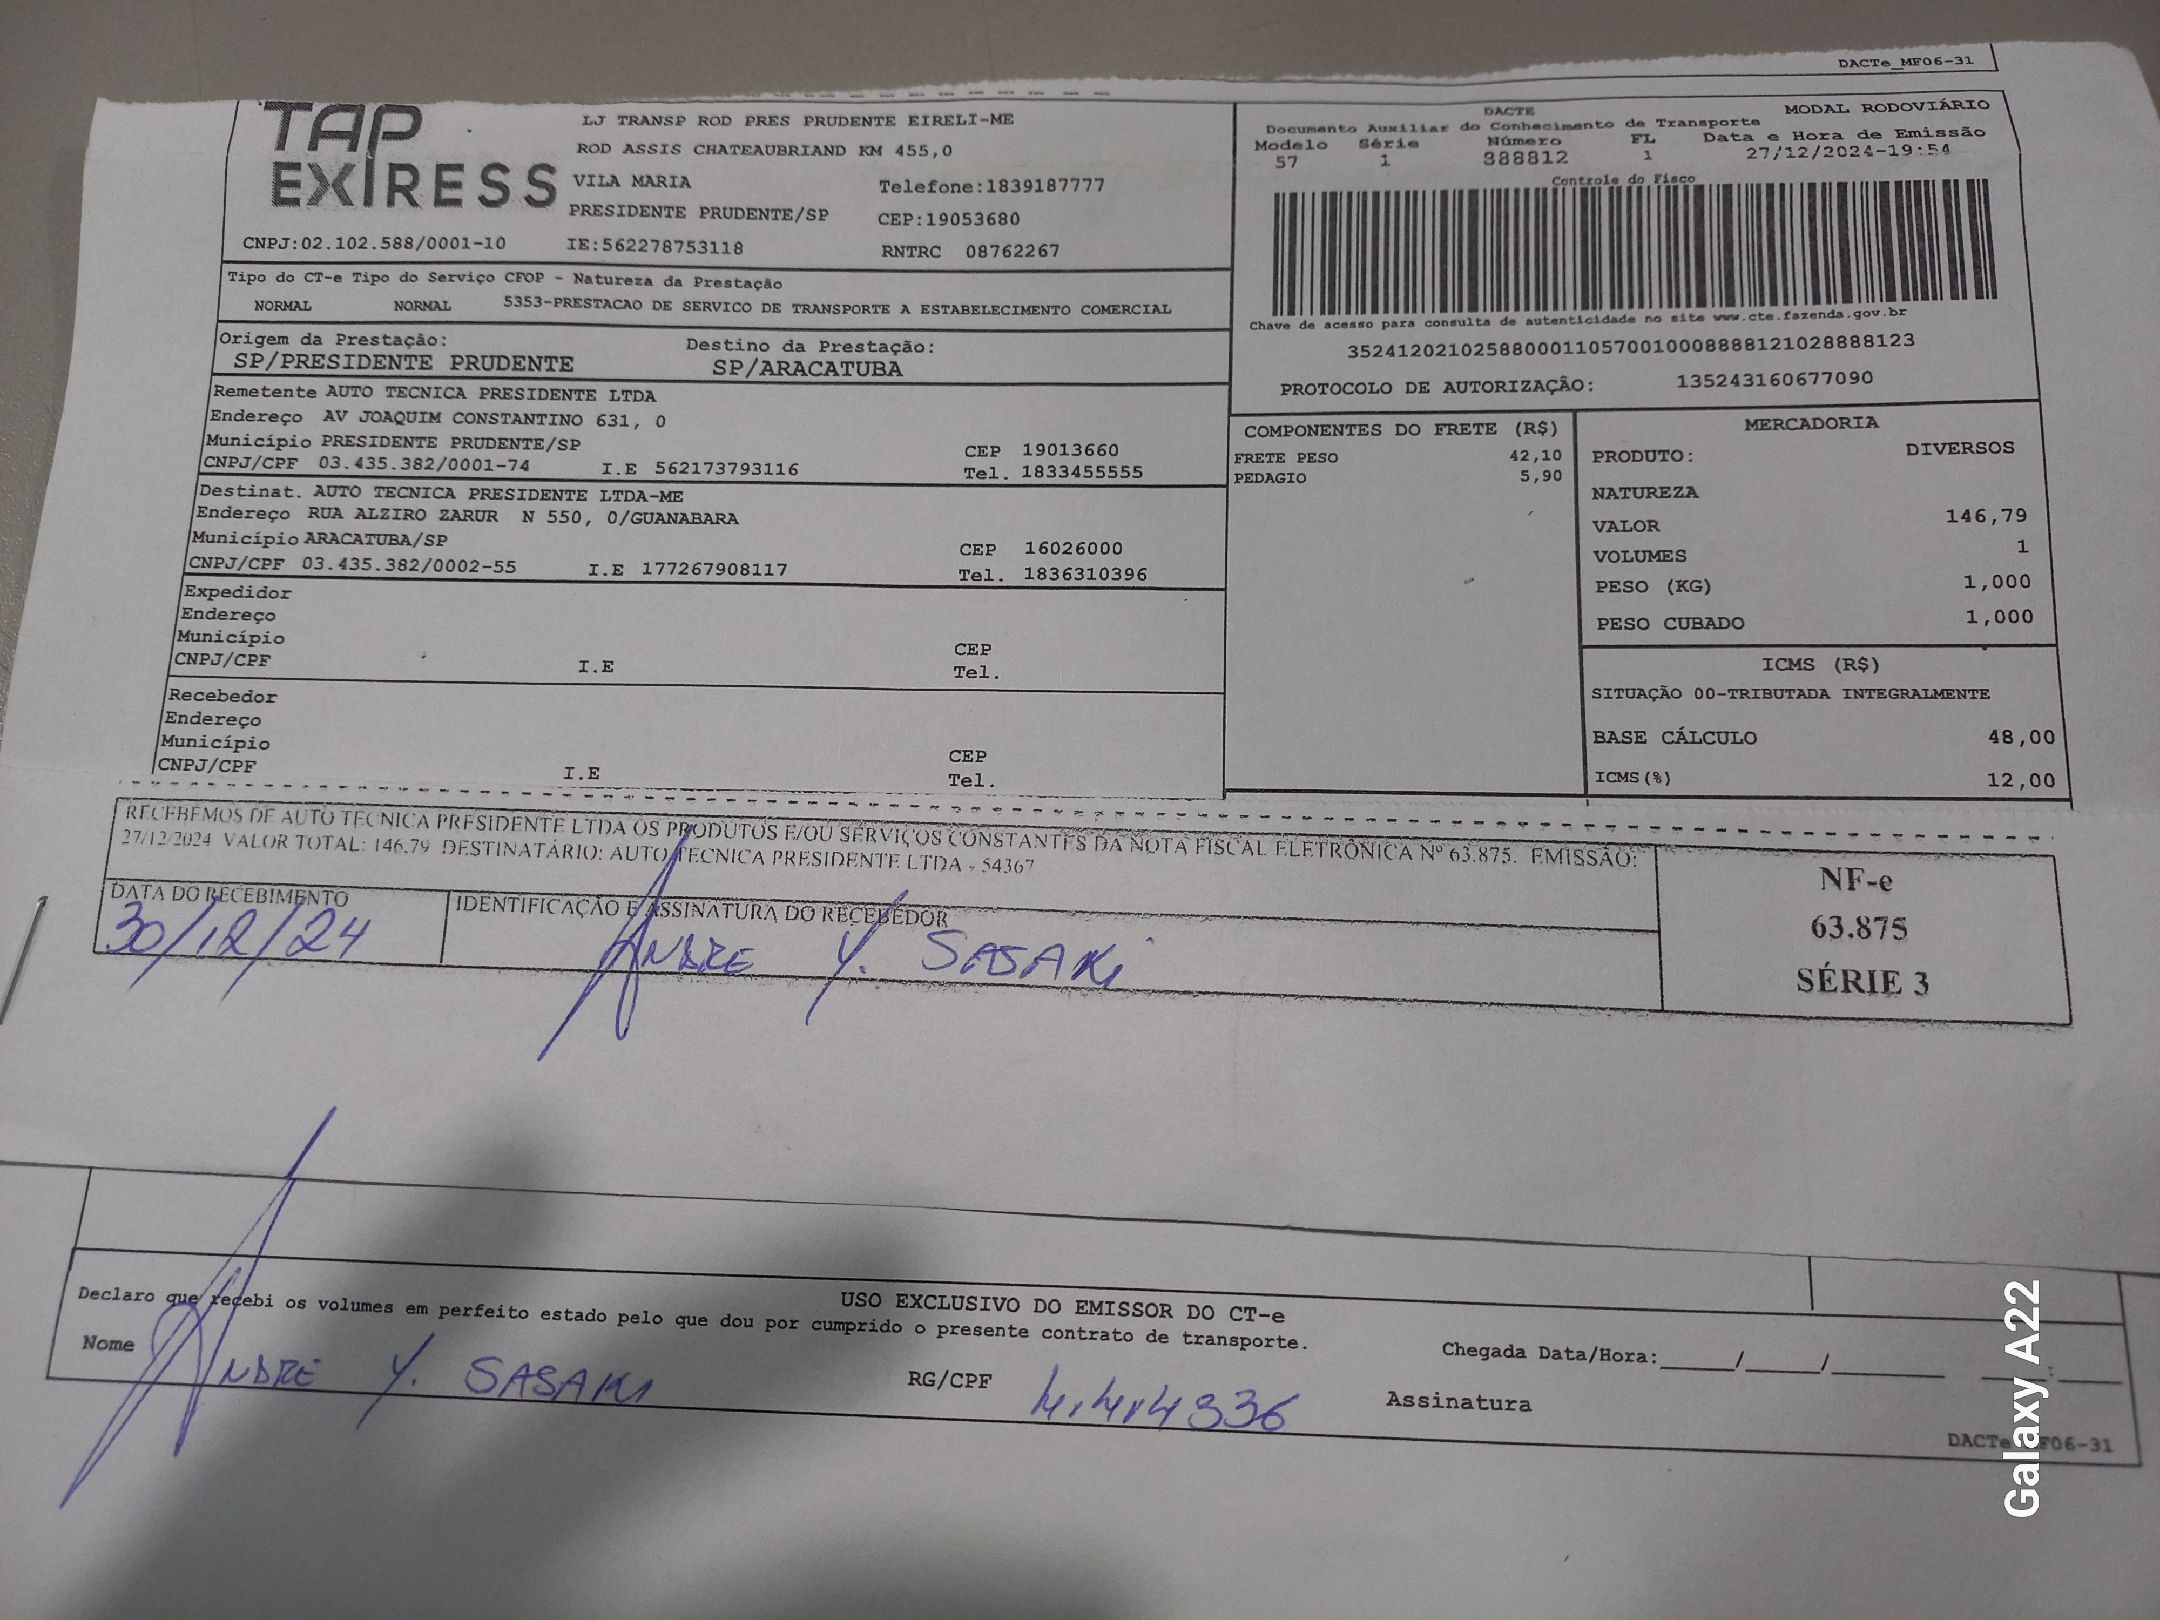 DACTe_MF06-31
TAP
EXPRESS
LJ TRANSP ROD PRES PRUDENTE EIRELI-ME
ROD ASSIS CHATEAUBRIAND KM 455,0
VILA MARIA Telefone:1839187777
PRESIDENTE PRUDENTE/SP CEP:19053680
CNPJ:02.102.588/0001-10 IE:562278753118 RNTRC 08762267
DACTE MODAL RODOVIÁRIO
Documento Auxiliar do Conhecimento de Transporte
Modelo Série Número FL Data e Hora de Emissão
57 1 888812 1 27/12/2024-19:54
Controle do Fisco
Chave de acesso para consulta de autenticidade no site www.cte.fazenda.gov.br
35241202102588000110570010008888121028888123
PROTOCOLO DE AUTORIZAÇÃO: 135243160677090
Tipo do CT-e Tipo do Serviço CFOP - Natureza da Prestação
NORMAL NORMAL 5353-PRESTACAO DE SERVICO DE TRANSPORTE A ESTABELECIMENTO COMERCIAL
Origem da Prestação: Destino da Prestação:
SP/PRESIDENTE PRUDENTE SP/ARACATUBA
Remetente AUTO TECNICA PRESIDENTE LTDA
Endereço AV JOAQUIM CONSTANTINO 631, 0
Município PRESIDENTE PRUDENTE/SP CEP 19013660
CNPJ/CPF 03.435.382/0001-74 I.E 562173793116 Tel. 1833455555
Destinat. AUTO TECNICA PRESIDENTE LTDA-ME
Endereço RUA ALZIRO ZARUR N 550, 0/GUANABARA
Município ARACATUBA/SP CEP 16026000
CNPJ/CPF 03.435.382/0002-55 I.E 177267908117 Tel. 1836310396
Expedidor
Endereço
Município CEP
CNPJ/CPF I.E Tel.
Recebedor
Endereço
Município CEP
CNPJ/CPF I.E Tel.
COMPONENTES DO FRETE (R$)
FRETE PESO 42,10
PEDAGIO 5,90
MERCADORIA
PRODUTO: DIVERSOS
NATUREZA
VALOR 146,79
VOLUMES 1
PESO (KG) 1,000
PESO CUBADO 1,000
ICMS (R$)
SITUAÇÃO 00-TRIBUTADA INTEGRALMENTE
BASE CÁLCULO 48,00
ICMS(%) 12,00
RECEBEMOS DE AUTO TECNICA PRESIDENTE LTDA OS PRODUTOS E/OU SERVIÇOS CONSTANTES DA NOTA FISCAL ELETRÔNICA Nº 63.875. EMISSÃO:
27/12/2024 VALOR TOTAL: 146,79 DESTINATÁRIO: AUTO TECNICA PRESIDENTE LTDA - 54367
DATA DO RECEBIMENTO IDENTIFICAÇÃO E ASSINATURA DO RECEBEDOR
30/12/24 ANDRE Y. SASAKI
NF-e
63.875
SÉRIE 3
USO EXCLUSIVO DO EMISSOR DO CT-e
Declaro que recebi os volumes em perfeito estado pelo que dou por cumprido o presente contrato de transporte.
Nome ANDRE Y. SASAKI RG/CPF
Chegada Data/Hora:_____/_____/________ ____:____
Assinatura
DACTe_MF06-31
Galaxy A22